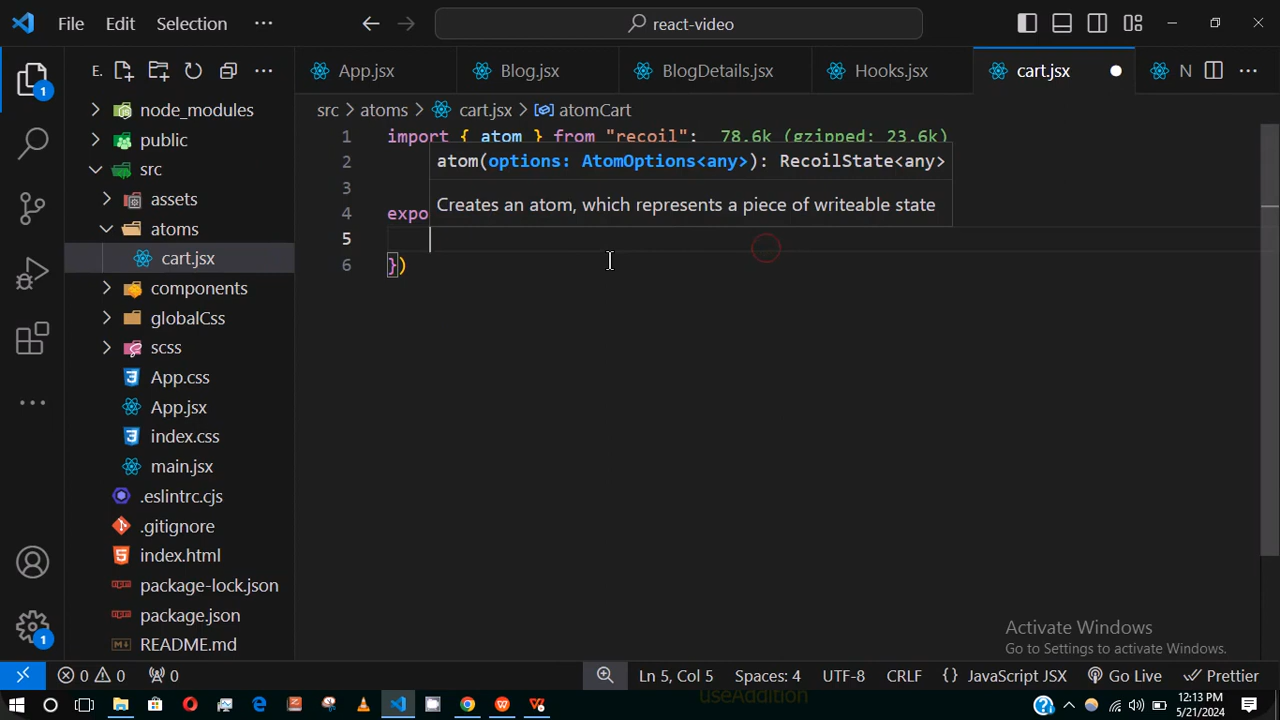 File Edit Selection ··· react-video
E. ···
App.jsx Blog.jsx BlogDetails.jsx Hooks.jsx cart.jsx N ···
src > atoms > cart.jsx > atomCart
node_modules
public
src
assets
atoms
cart.jsx
components
globalCss
scss
App.css
App.jsx
index.css
main.jsx
.eslintrc.cjs
.gitignore
index.html
package-lock.json
package.json
README.md
1 import { atom } from "recoil"; 78.6k (gzipped: 23.6k)
2
atom(options: AtomOptions<any>): RecoilState<any>
3
Creates an atom, which represents a piece of writeable state
4 expo
5
6 })
1
1
Activate Windows
Go to Settings to activate Windows.
0 0 0 Ln 5, Col 5 Spaces: 4 UTF-8 CRLF { } JavaScript JSX Go Live Prettier
useAddition
12:13 PM
5/21/2024